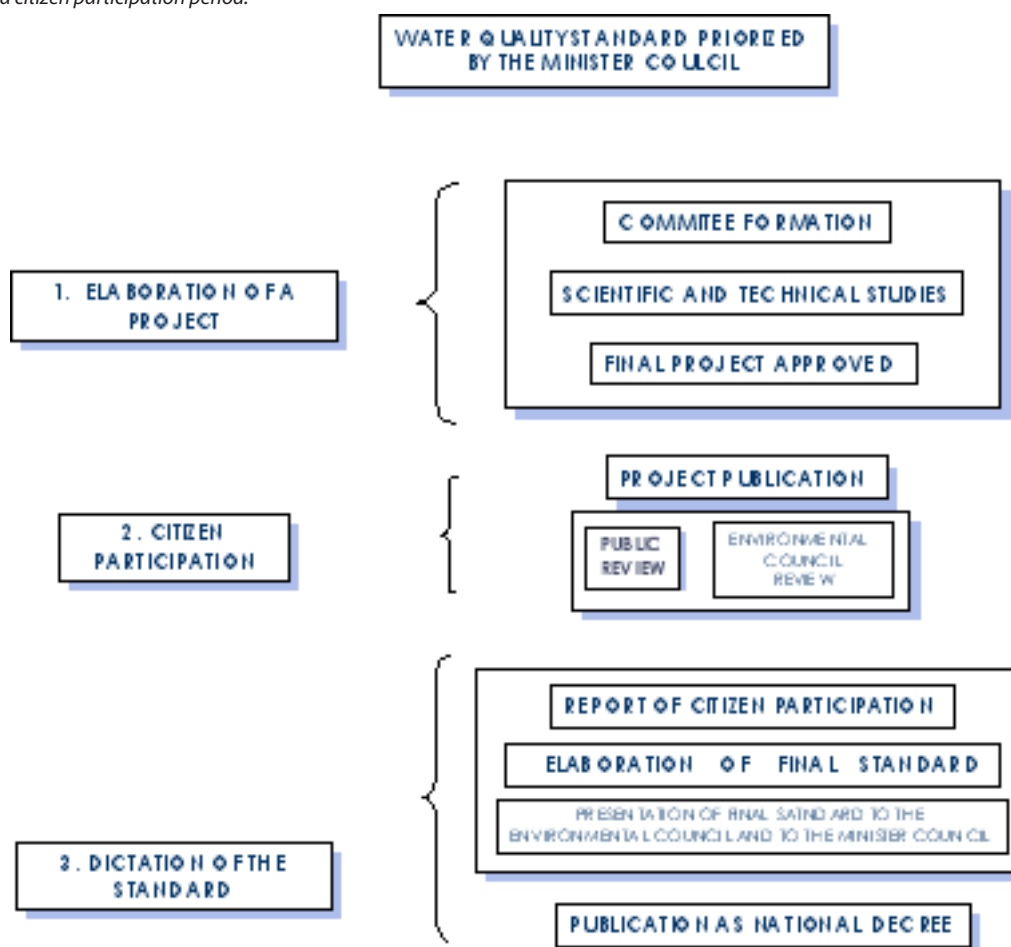 a citizen participation period.
WATER QUALITYSTANDARD PRIORIZED
BY THE MINISTER COULCIL
1. ELABORATION OF A
PROJECT
COMMITEE FORMATION
SCIENTIFIC AND TECHNICAL STUDIES
FINAL PROJECT APPROVED
2. CITIZEN
PARTICIPATION
PROJECT PUBLICATION
PUBLIC
REVIEW
ENVIRONMENTAL
COUNCIL
REVIEW
3. DICTATION OF THE
STANDARD
REPORT OF CITIZEN PARTICIPATION
ELABORATION OF FINAL STANDARD
PRESENTATION OF FINAL SATNDARD TO THE
ENVIRONMENTAL COUNCIL AND TO THE MINISTER COUNCIL
PUBLICATION AS NATIONAL DECREE